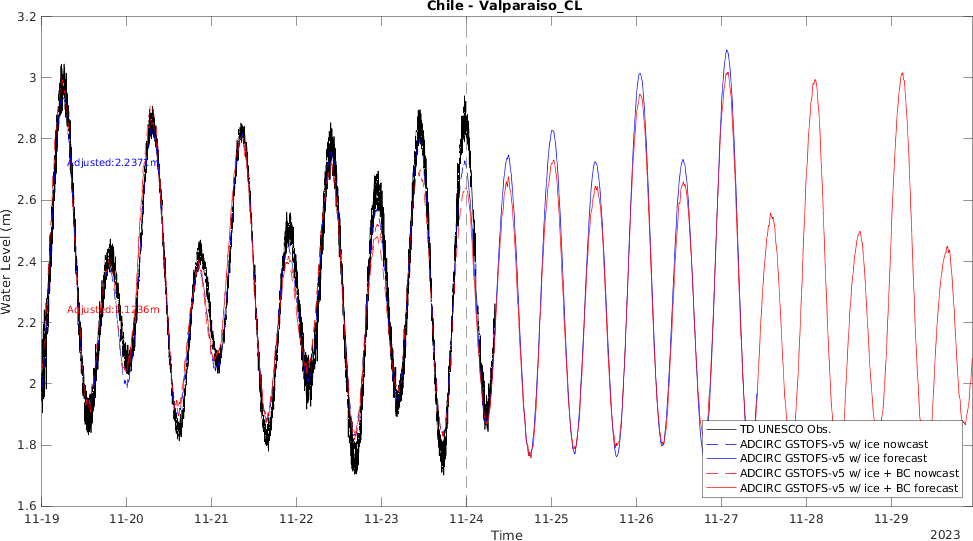 Chile - Valparaiso_CL
3.2
3
2.8
2.6
2.4
2.2
2
1.8
1.6
Water Level (m)
Adjusted:2.2371m
TD UNESCO Obs.
ADCIRC GSTOFS-v5 w/ ice nowcast
ADCIRC GSTOFS-v5 w/ ice forecast
ADCIRC GSTOFS-v5 w/ ice + BC nowcast
ADCIRC GSTOFS-v5 w/ ice + BC forecast
11-19 11-20 11-21 11-22 11-23 11-24 11-25 11-26 11-27 11-28 11-29
Time
2023